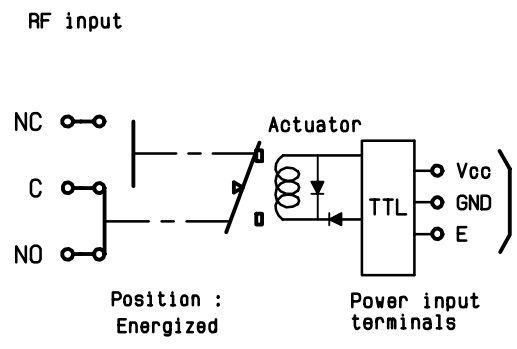 RF input
NC
Actuator
Vcc
C
TTL
GND
E
NO
Position :
Energized
Power input
terminals